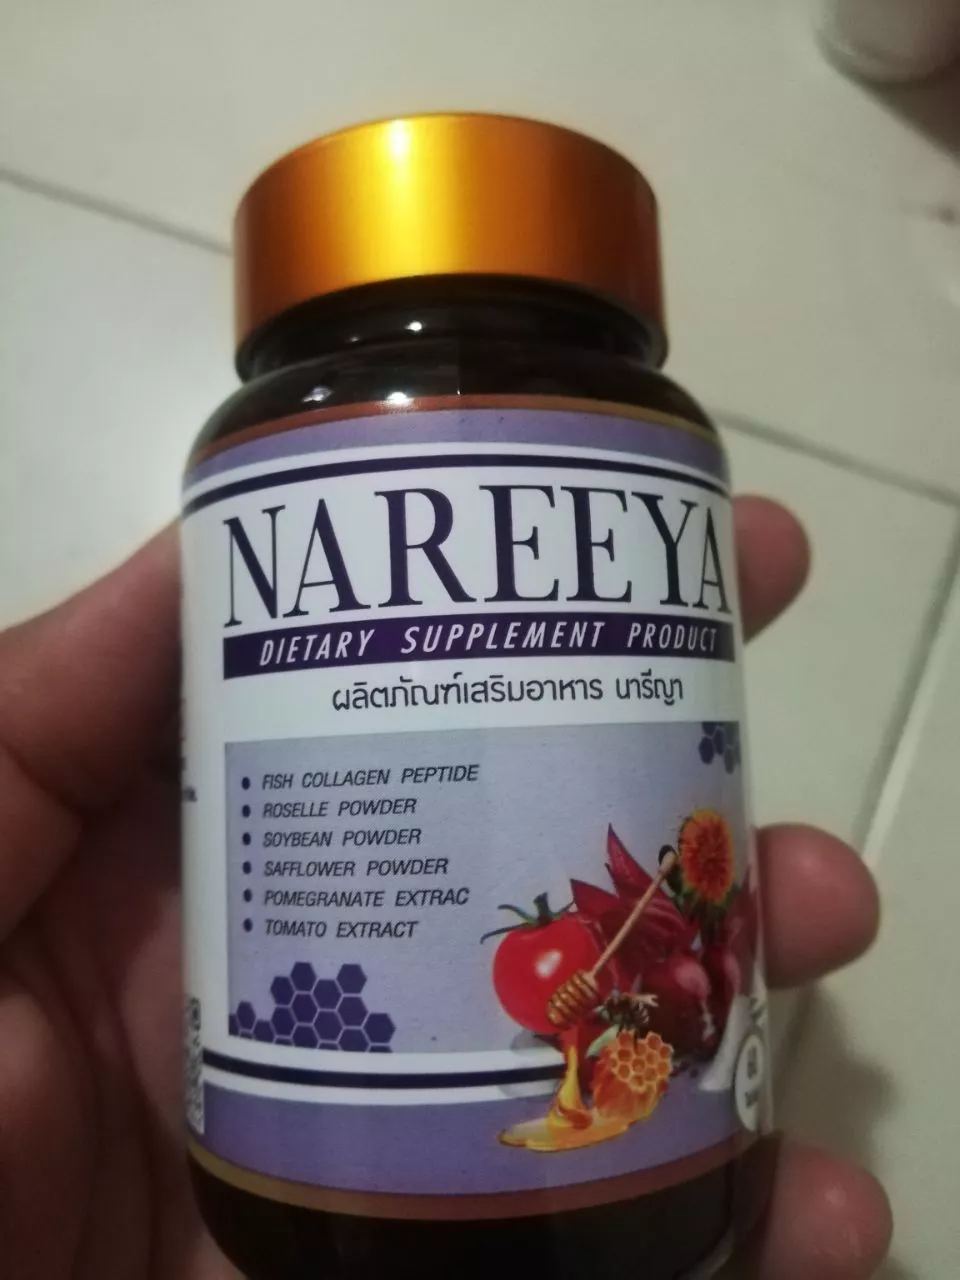 NAREEYA
DIETARY SUPPLEMENT PRODUCT
ผลิตภัณฑ์เสริมอาหาร นารีญา
• FISH COLLAGEN PEPTIDE
• ROSELLE POWDER
• SOYBEAN POWDER
• SAFFLOWER POWDER
• POMEGRANATE EXTRAC
• TOMATO EXTRACT